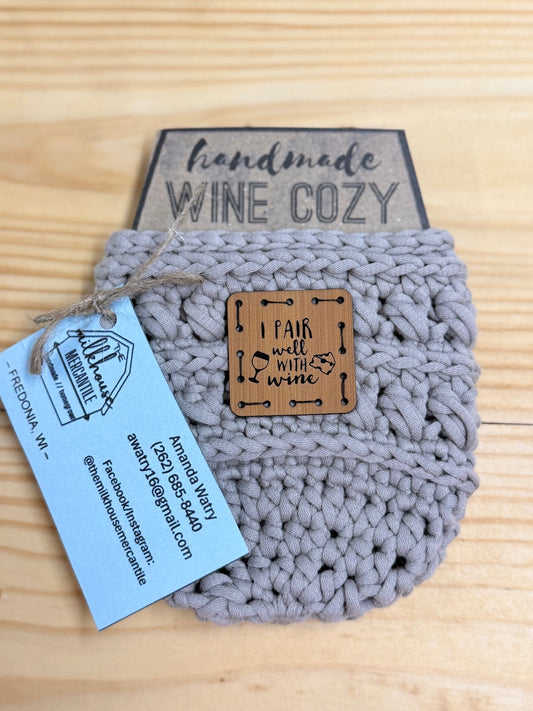 handmade
WINE COZY
I PAIR
well
WITH
wine
milkhouse
MERCANTILE
- FREDONIA, WI -
Amanda Watry
(262) 685-8440
awatry16@gmail.com
Facebook/Instagram:
@themilkhousemercantile